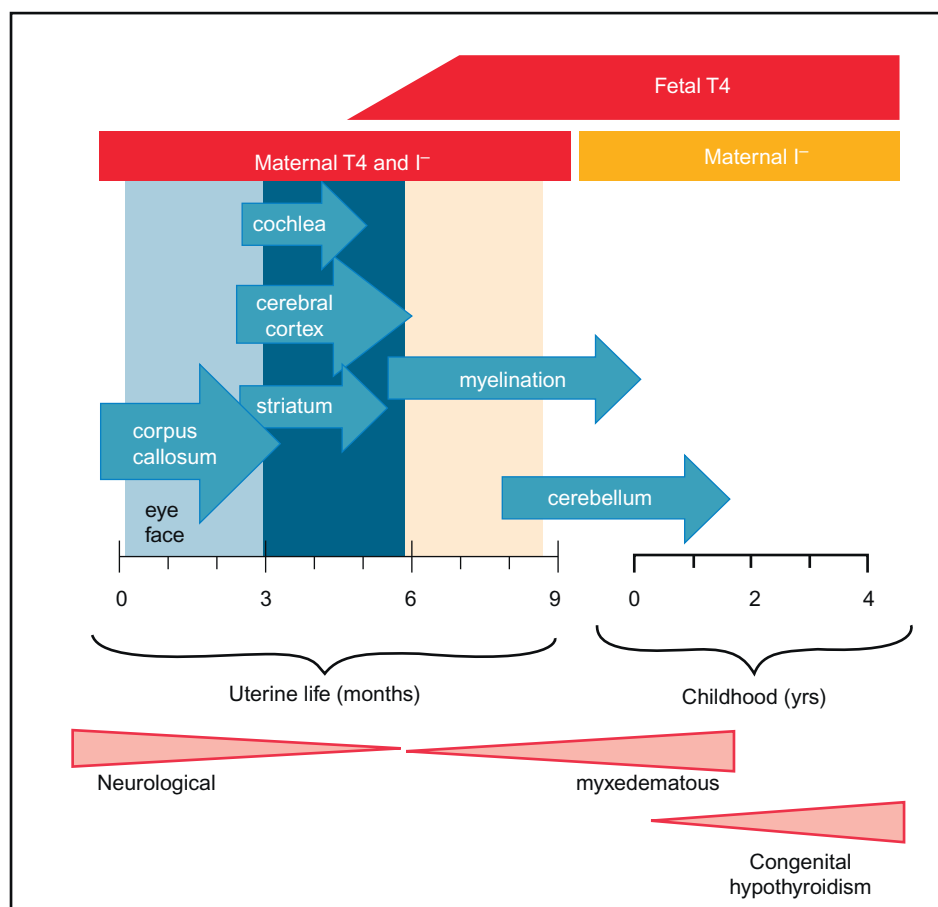 Fetal T4
Maternal T4 and I–
Maternal I–
cochlea
cerebral
cortex
myelination
striatum
corpus
callosum
cerebellum
eye
face
0 3 6 9 0 2 4
Uterine life (months) Childhood (yrs)
Neurological myxedematous
Congenital
hypothyroidism